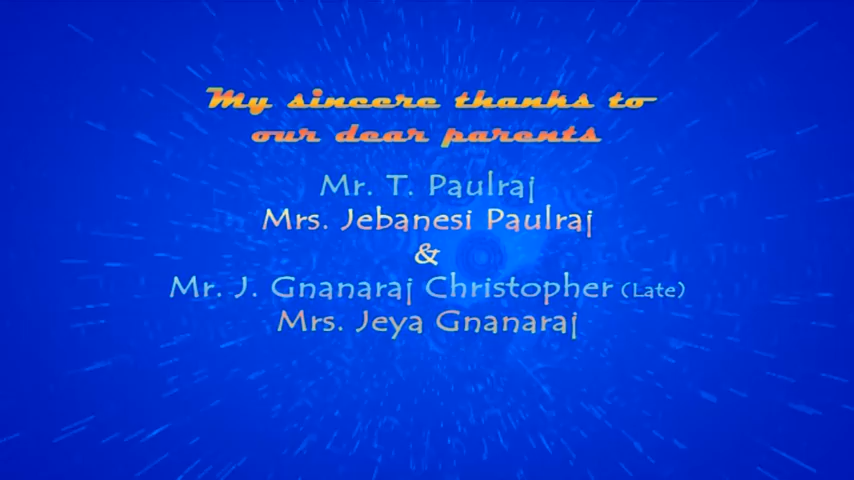 My sincere thanks to
our dear parents
Mr. T. Paulraj
Mrs. Jebanesi Paulraj
&
Mr. J. Gnanaraj Christopher (Late)
Mrs. Jeya Gnanaraj